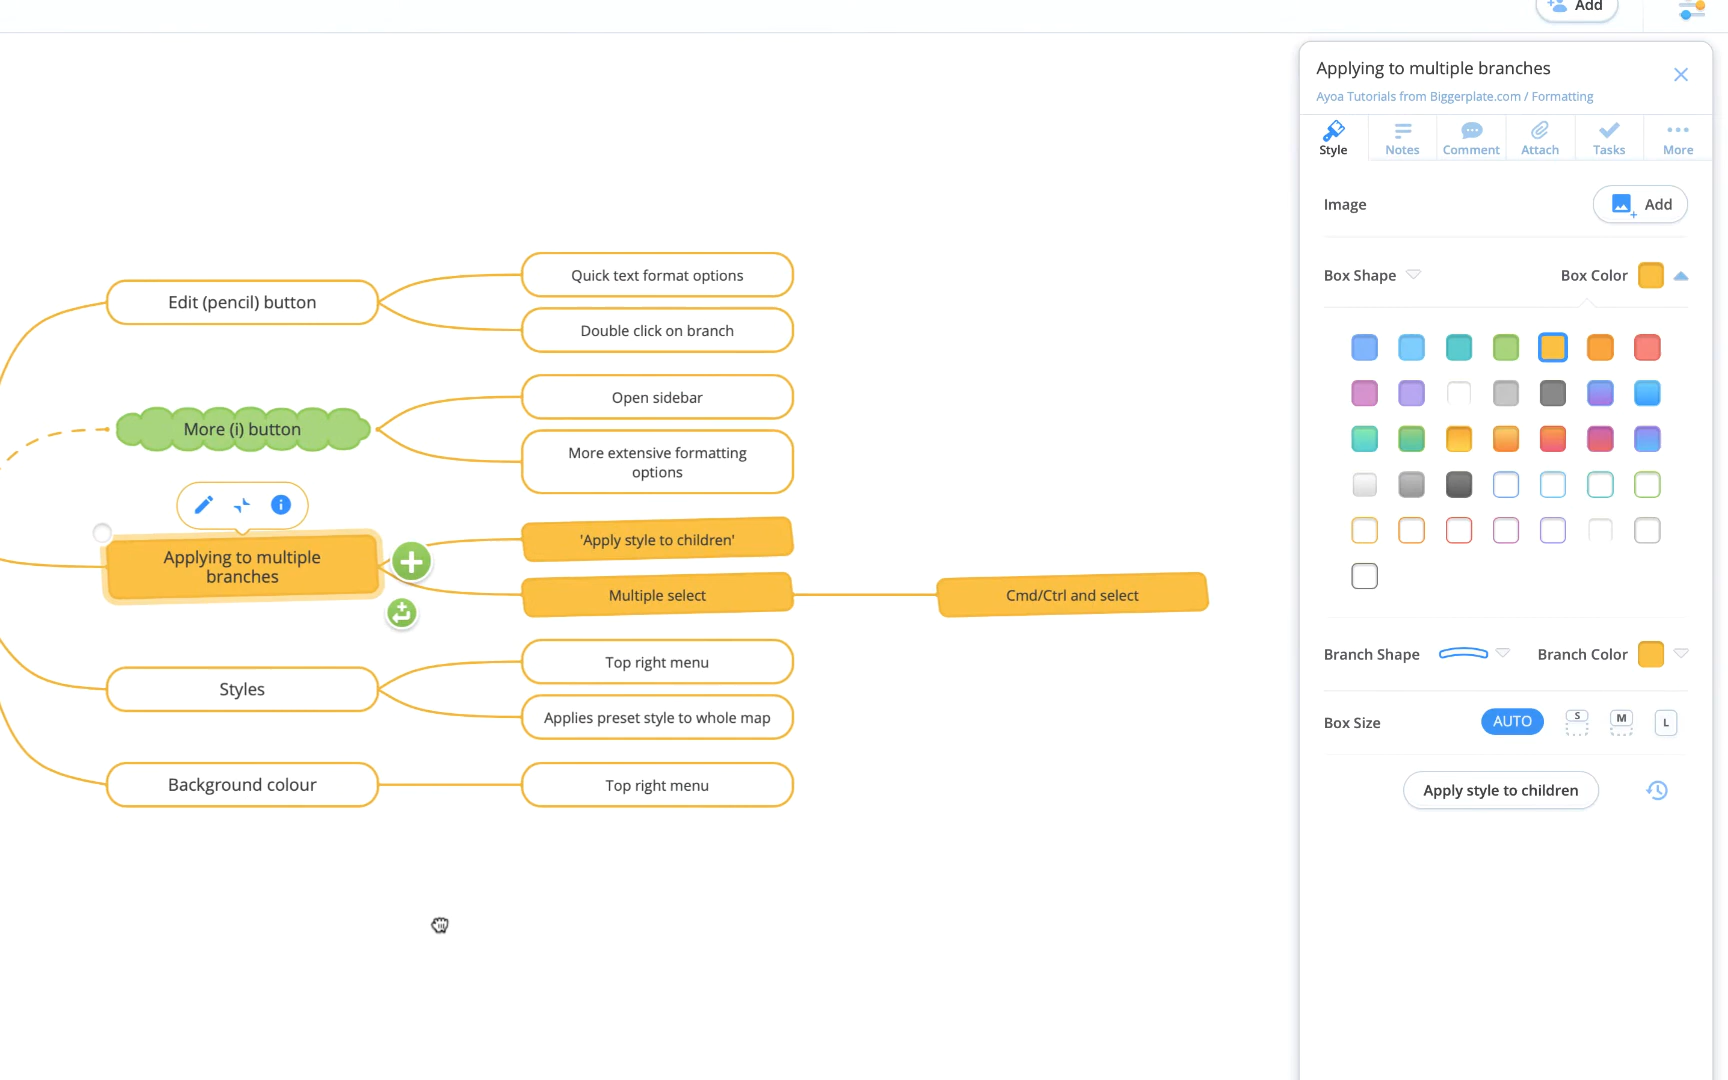 Add
Edit (pencil) button
Quick text format options
Double click on branch
More (i) button
Open sidebar
More extensive formatting
options
Applying to multiple
branches
'Apply style to children'
Multiple select
Cmd/Ctrl and select
Styles
Top right menu
Applies preset style to whole map
Background colour
Top right menu
Applying to multiple branches
Ayoa Tutorials from Biggerplate.com / Formatting
Style
Notes
Comment
Attach
Tasks
More
Image
Add
Box Shape
Box Color
Branch Shape
Branch Color
Box Size
AUTO
S
M
L
Apply style to children